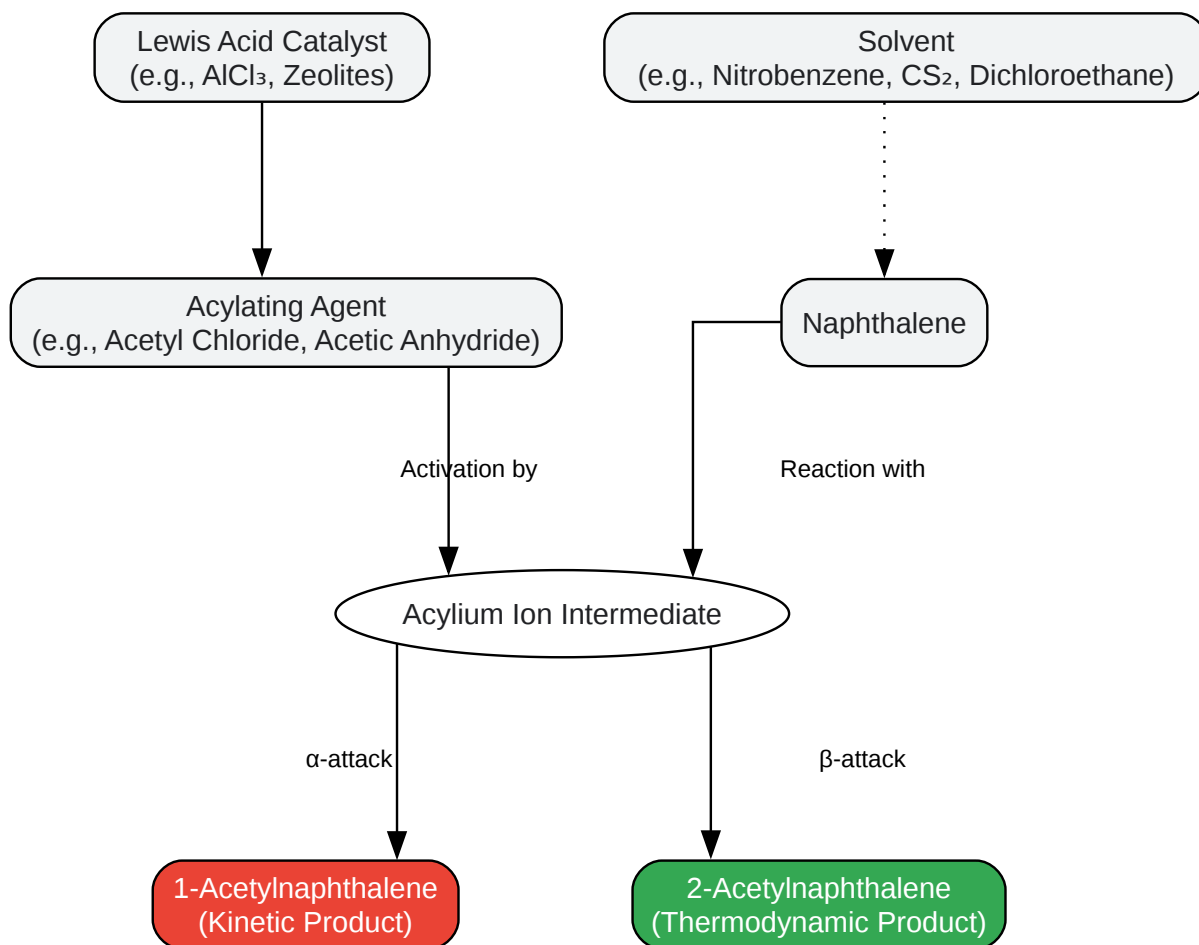 Lewis Acid Catalyst
(e.g., AlCl₃, Zeolites)
Solvent
(e.g., Nitrobenzene, CS₂, Dichloroethane)
Acylating Agent
(e.g., Acetyl Chloride, Acetic Anhydride)
Naphthalene
Activation by
Reaction with
Acylium Ion Intermediate
α-attack
β-attack
1-Acetylnaphthalene
(Kinetic Product)
2-Acetylnaphthalene
(Thermodynamic Product)